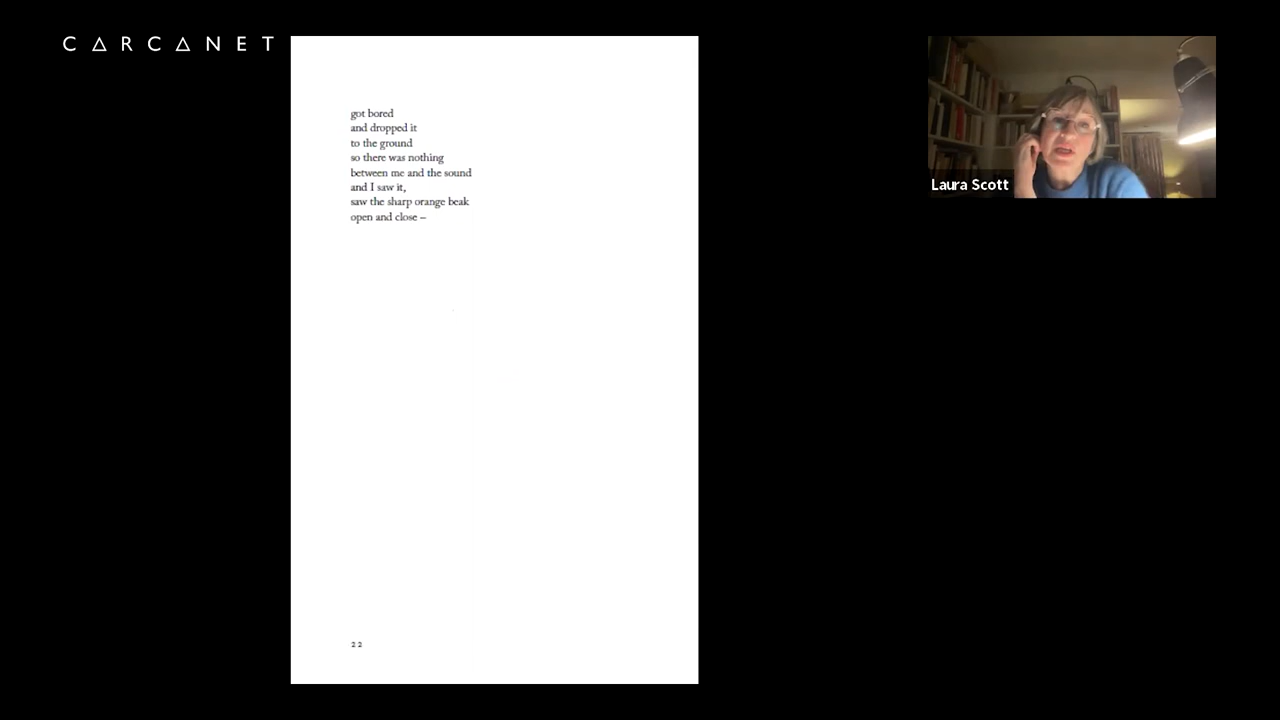 CARCANET
got bored
and dropped it
to the ground
so there was nothing
between me and the sound
and I saw it,
saw the sharp orange beak
open and close –
22
Laura Scott